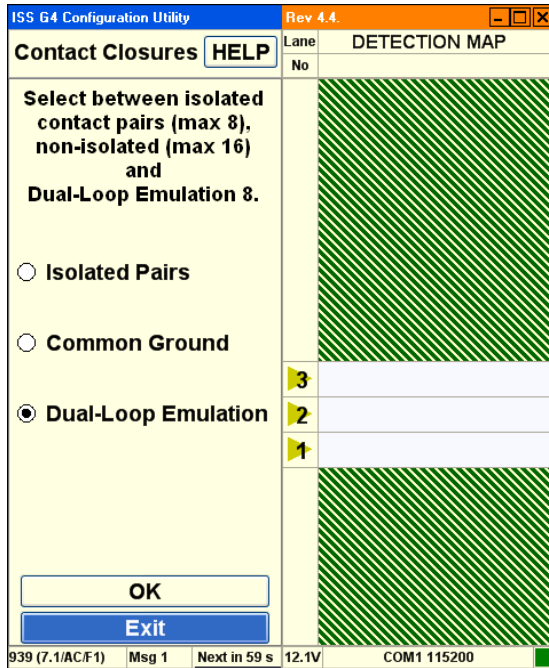 ISS G4 Configuration Utility
Rev 4.4.
Contact Closures
HELP
Lane
No
DETECTION MAP
Select between isolated
contact pairs (max 8),
non-isolated (max 16)
and
Dual-Loop Emulation 8.
Isolated Pairs
Common Ground
Dual-Loop Emulation
3
2
1
OK
Exit
939 (7.1/AC/F1)
Msg 1
Next in 59 s
12.1V
COM1 115200